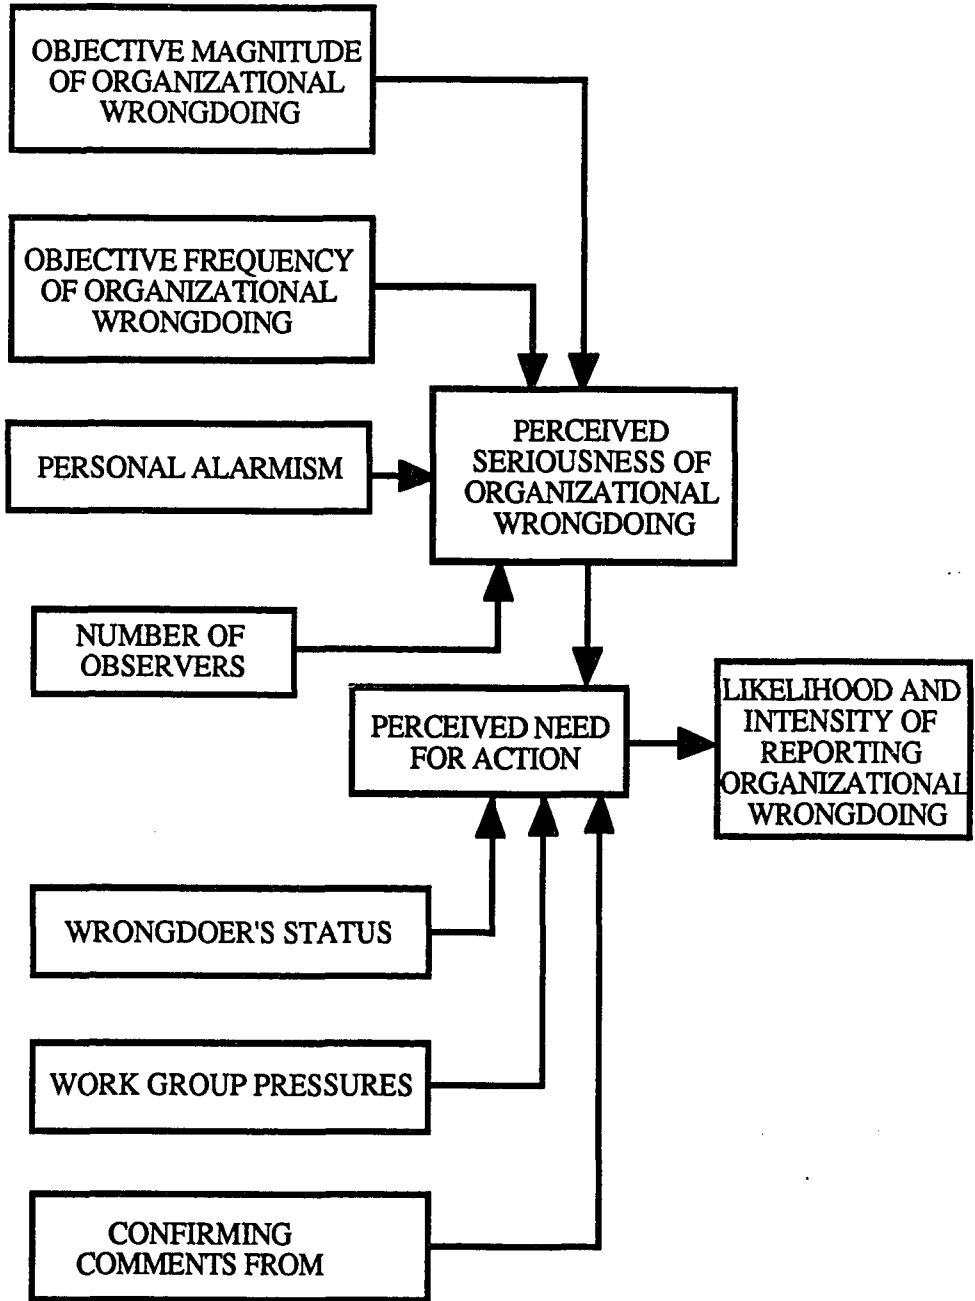 OBJECTIVE MAGNITUDE
OF ORGANIZATIONAL
WRONGDOING
OBJECTIVE FREQUENCY
OF ORGANIZATIONAL
WRONGDOING
PERSONAL ALARMISM
PERCEIVED
SERIOUSNESS OF
ORGANIZATIONAL
WRONGDOING
NUMBER OF
OBSERVERS
PERCEIVED NEED
FOR ACTION
LIKELIHOOD AND
INTENSITY OF
REPORTING
ORGANIZATIONAL
WRONGDOING
WRONGDOER'S STATUS
WORK GROUP PRESSURES
CONFIRMING
COMMENTS FROM